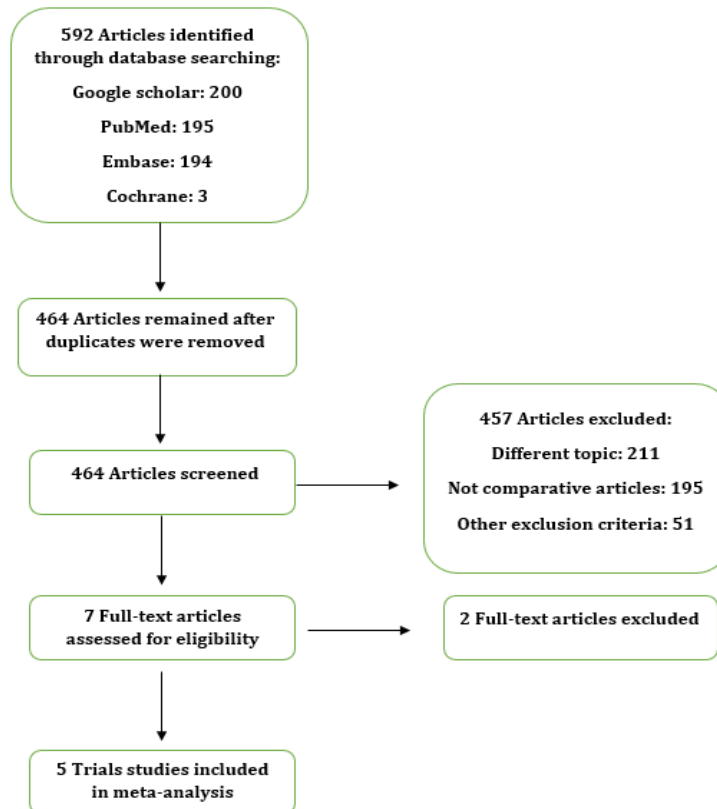 592 Articles identified
through database searching:
Google scholar: 200
PubMed: 195
Embase: 194
Cochrane: 3
464 Articles remained after
duplicates were removed
464 Articles screened
457 Articles excluded:
Different topic: 211
Not comparative articles: 195
Other exclusion criteria: 51
7 Full-text articles
assessed for eligibility
2 Full-text articles excluded
5 Trials studies included
in meta-analysis